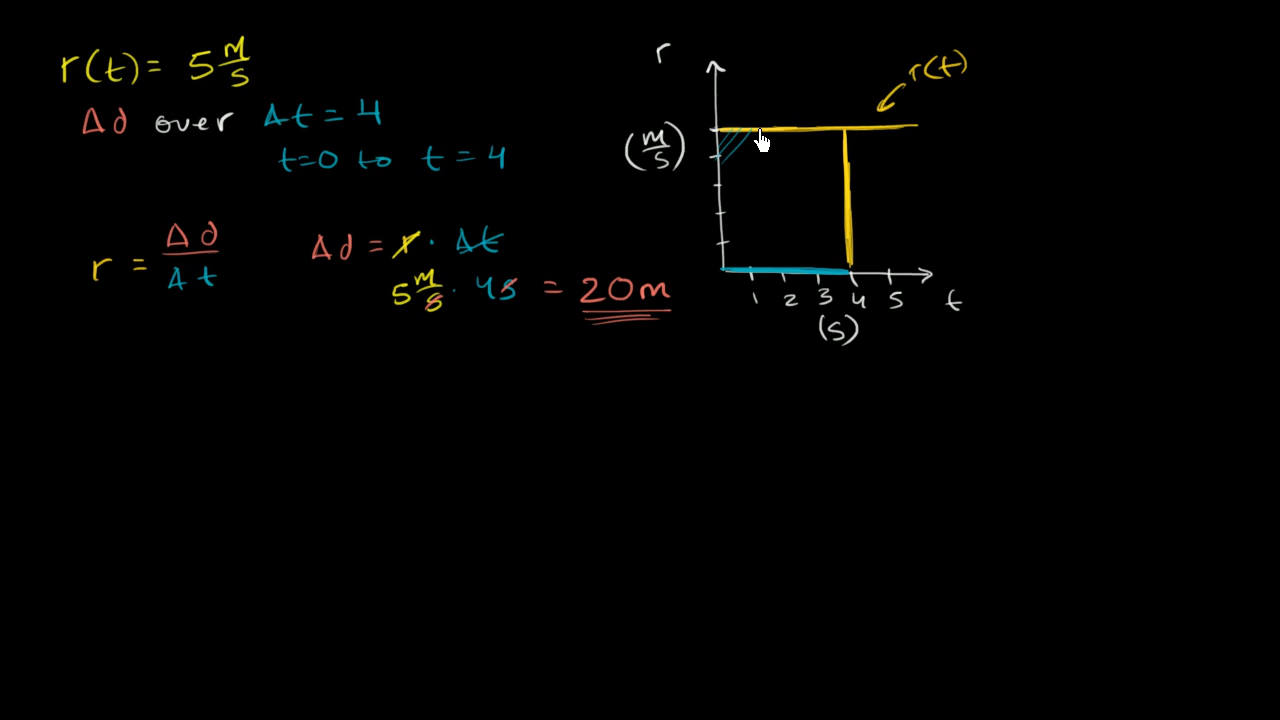 r(t) = 5 m/s
Δd over Δt = 4
t=0 to t = 4
r = Δd/Δt
Δd = r · Δt
5 m/s · 4s = 20m
r
r(t)
(m/s)
1 2 3 4 5 t
(s)